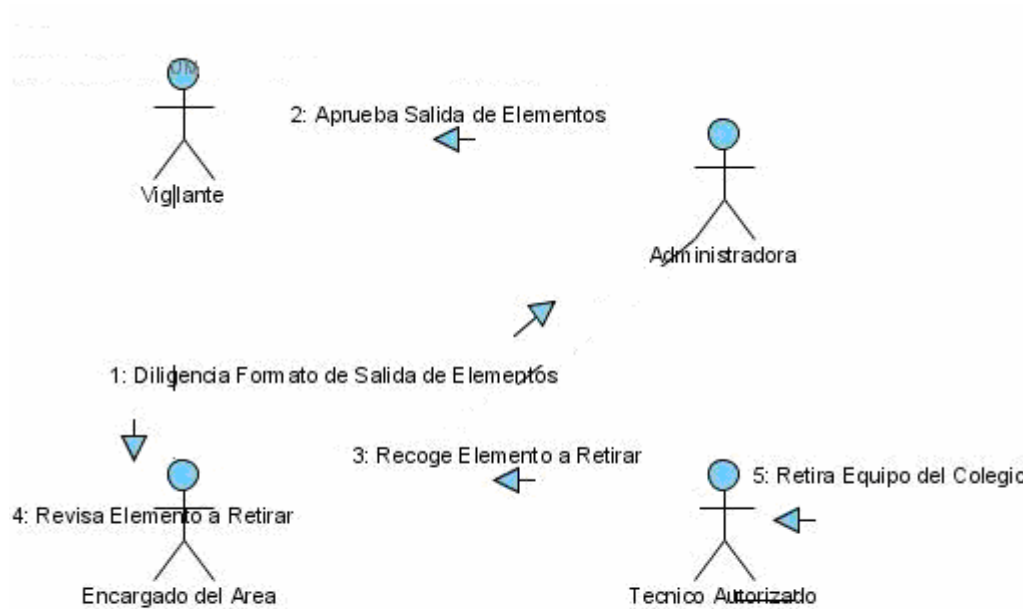 2: Aprueba Salida de Elementos
Vigilante
Administradora
1: Diligencia Formato de Salida de Elementos
3: Recoge Elemento a Retirar
5: Retira Equipo del Colegio
4: Revisa Elemento a Retirar
Encargado del Area
Tecnico Autorizado